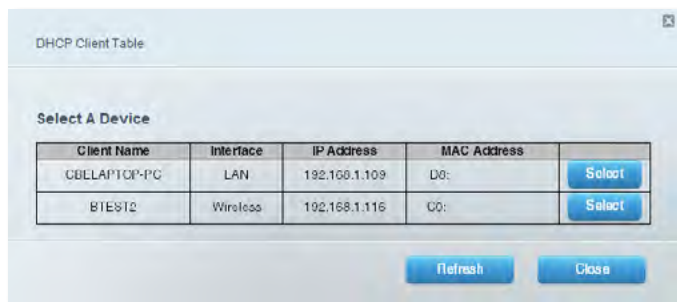 DHCP Client Table
Select A Device
Client Name Interface IP Address MAC Address
CBELAPTOP-PC LAN 192.168.1.109 D8: Select
BTEST2 Wireless 192.168.1.116 C0: Select
Refresh Close